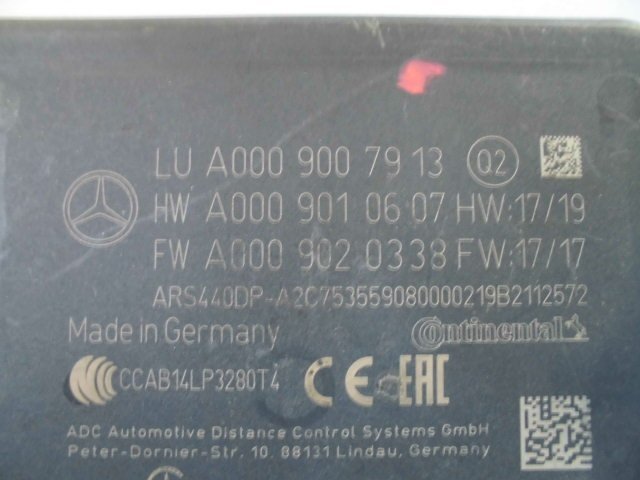 LU A000 900 79 13 Q2
HW A000 901 06 07 HW:17/19
FW A000 902 03 38 FW:17/17
ARS440DP-A2C753559080000219B2112572
Made in Germany Continental
CCAB14LP3280T4 CE EAC
ADC Automotive Distance Control Systems GmbH
Peter-Dornier-Str. 10. 88131 Lindau, Germany